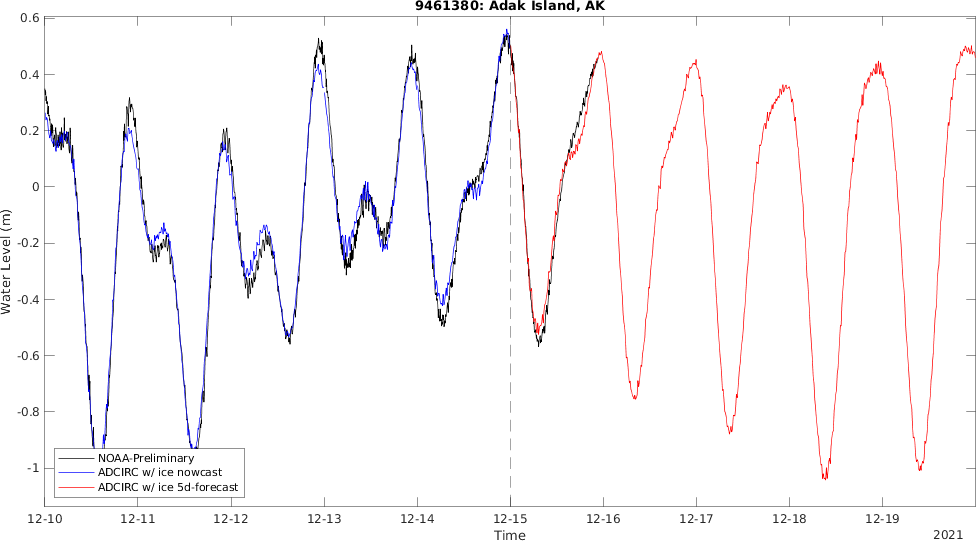 9461380: Adak Island, AK
0.6
0.4
0.2
0
-0.2
-0.4
-0.6
-0.8
-1
Water Level (m)
NOAA-Preliminary
ADCIRC w/ ice nowcast
ADCIRC w/ ice 5d-forecast
12-10 12-11 12-12 12-13 12-14 12-15 12-16 12-17 12-18 12-19
Time
2021